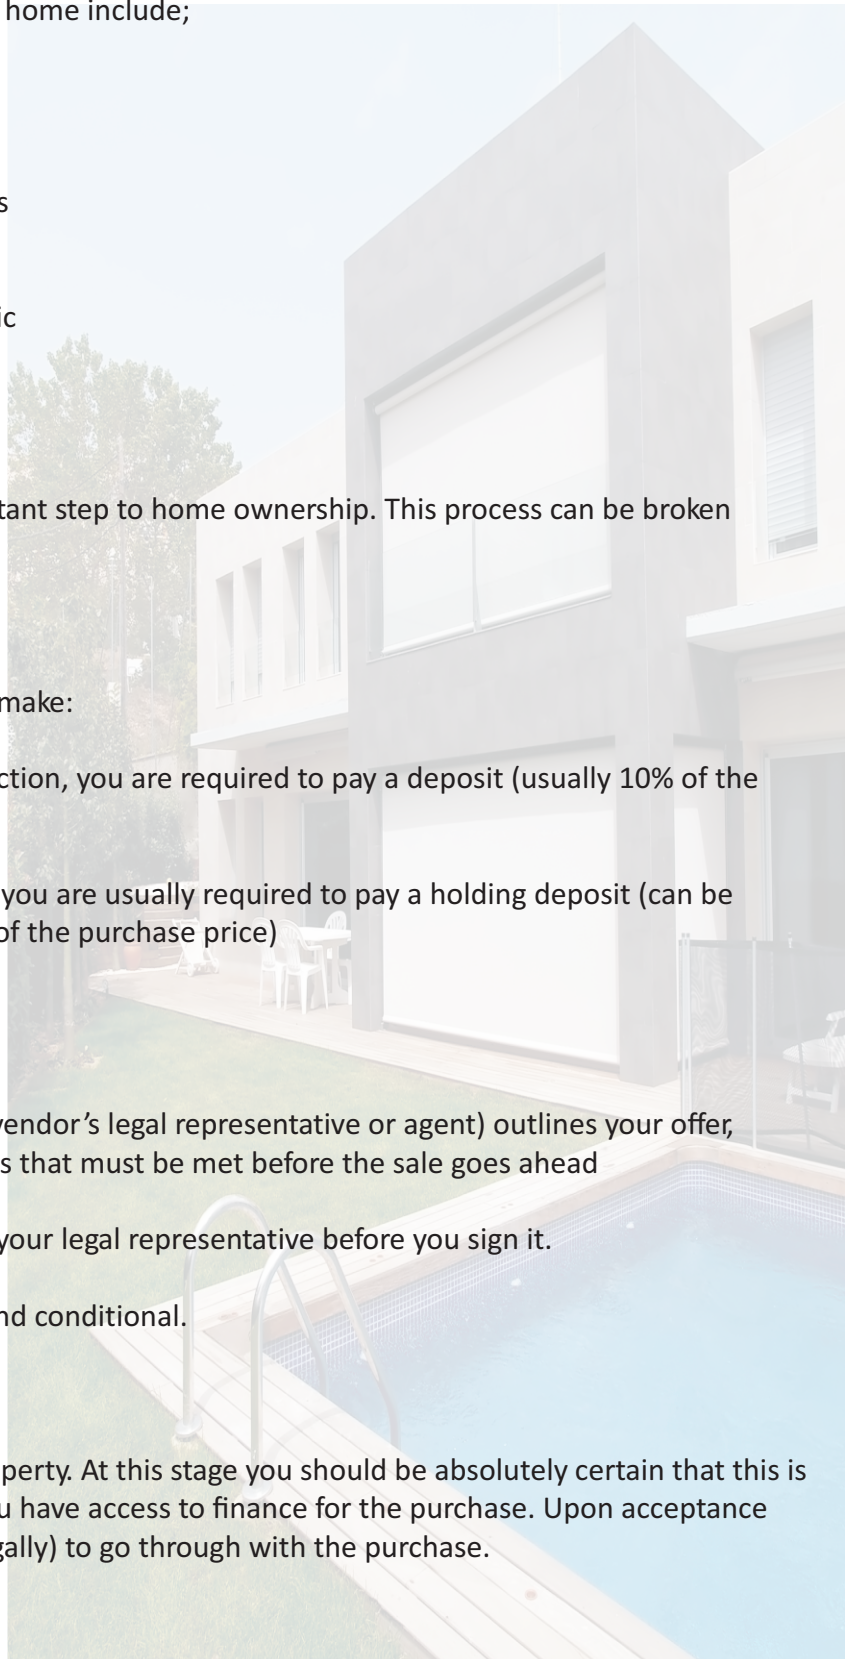 home include;
s
ic
tant step to home ownership. This process can be broken
make:
ction, you are required to pay a deposit (usually 10% of the
you are usually required to pay a holding deposit (can be
of the purchase price)
vendor’s legal representative or agent) outlines your offer,
s that must be met before the sale goes ahead
your legal representative before you sign it.
nd conditional.
perty. At this stage you should be absolutely certain that this is
u have access to finance for the purchase. Upon acceptance
gally) to go through with the purchase.